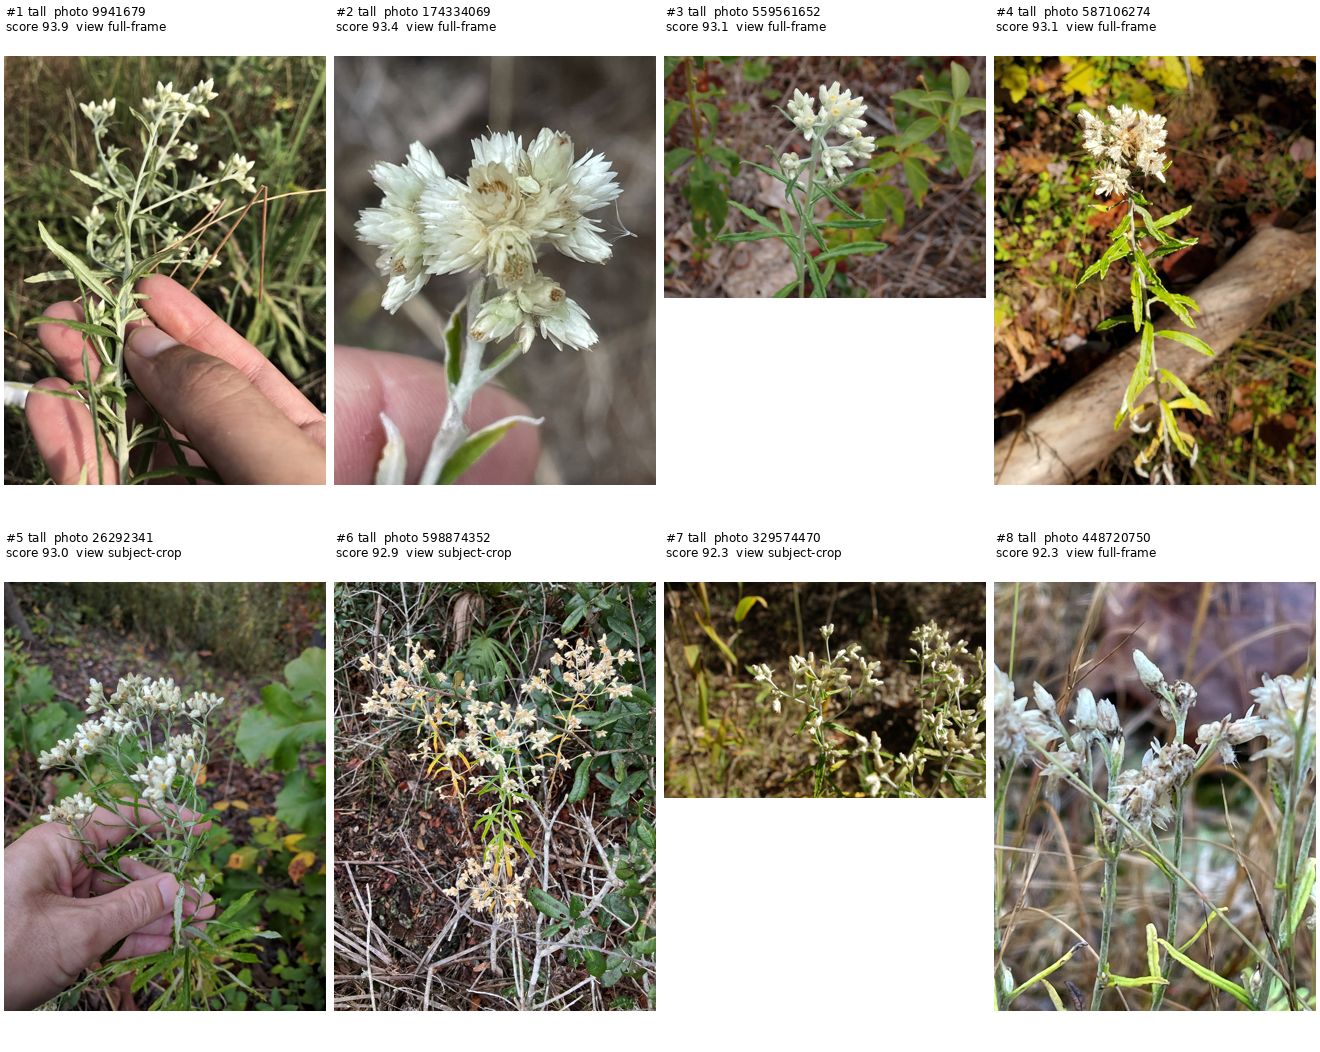 #1 tall  photo 9941679
score 93.9  view full-frame
#2 tall  photo 174334069
score 93.4  view full-frame
#3 tall  photo 559561652
score 93.1  view full-frame
#4 tall  photo 587106274
score 93.1  view full-frame
#5 tall  photo 26292341
score 93.0  view subject-crop
#6 tall  photo 598874352
score 92.9  view subject-crop
#7 tall  photo 329574470
score 92.3  view subject-crop
#8 tall  photo 448720750
score 92.3  view full-frame